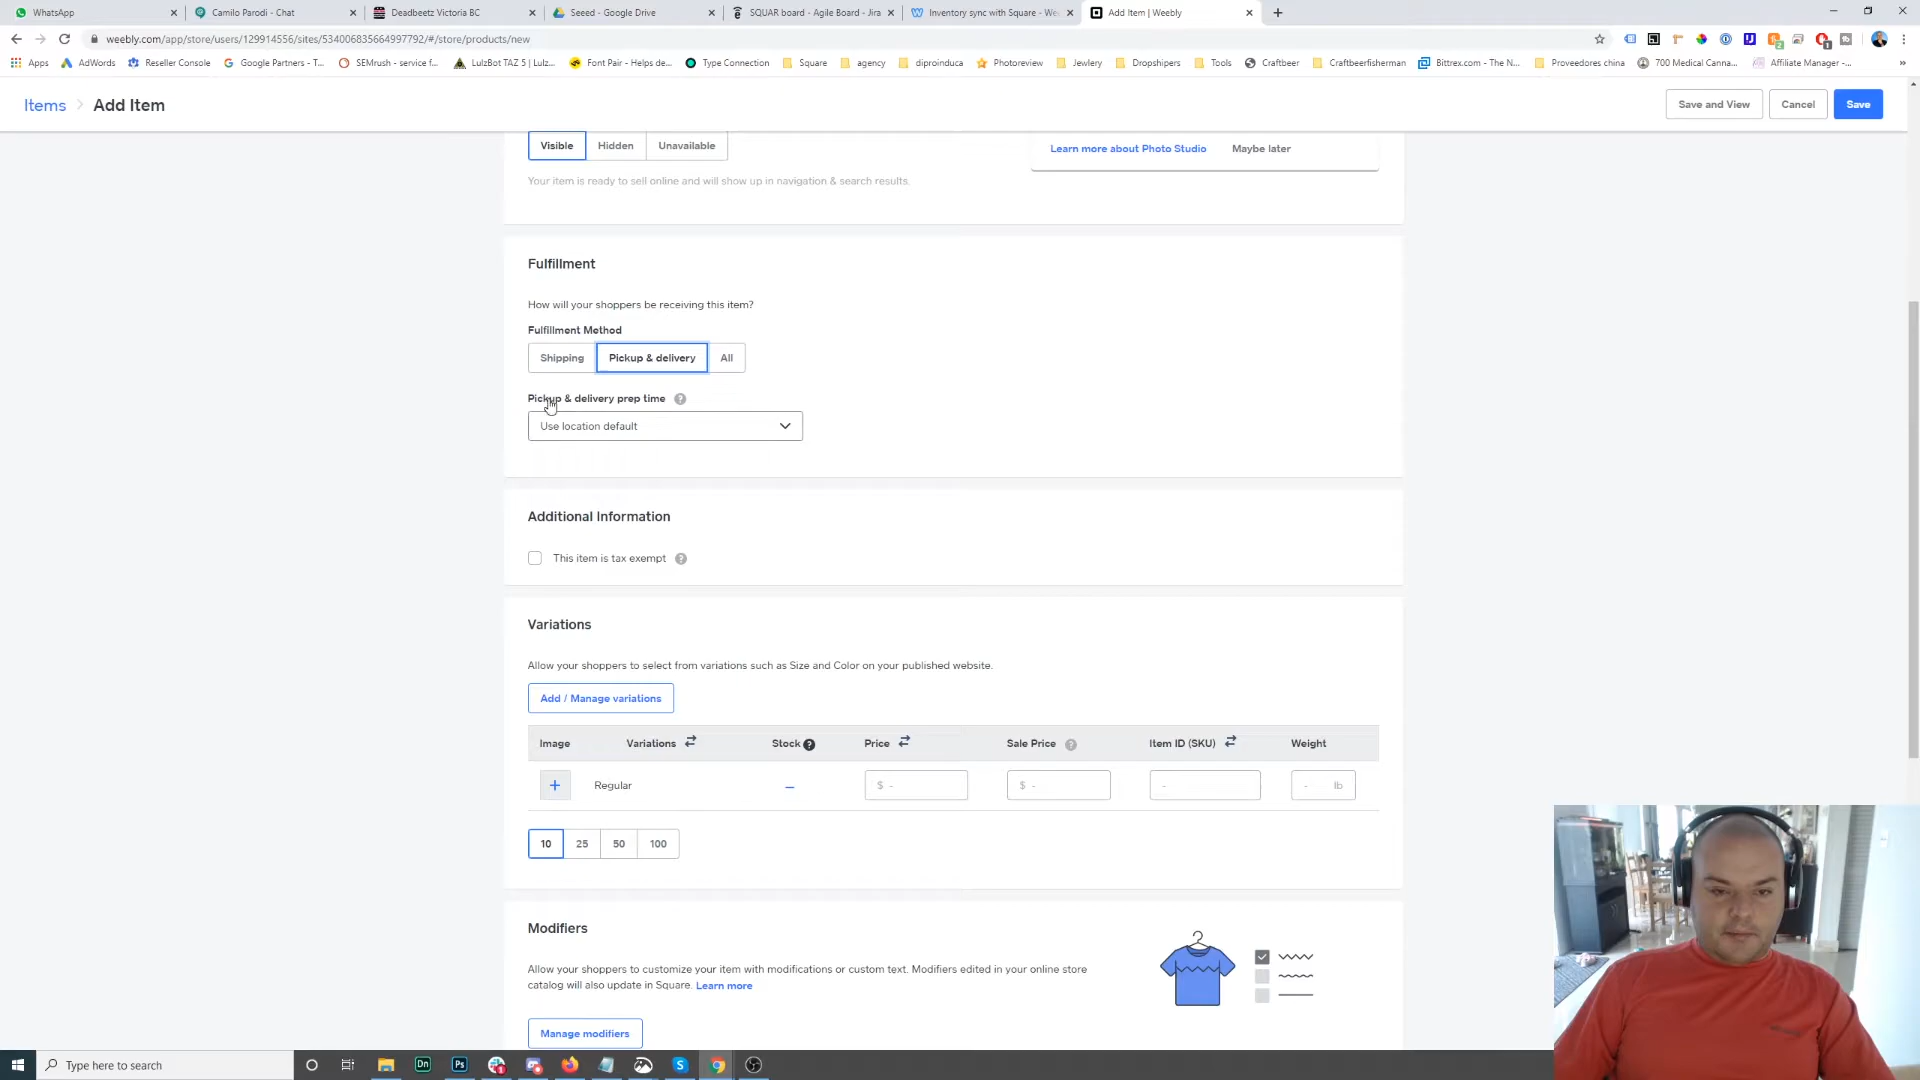 WhatsApp
Camilo Parodi - Chat
Deadbeetz Victoria BC
Seeed - Google Drive
SQUAR board - Agile Board - Jira
Inventory sync with Square - We
Add Item | Weebly
weebly.com/app/store/users/129914556/sites/534006835664997792/#/store/products/new
Apps
AdWords
Reseller Console
Google Partners - T...
SEMrush - service f...
LulzBot TAZ 5 | Lulz...
Font Pair - Helps de...
Type Connection
Square
agency
diproinduca
Photoreview
Jewlery
Dropshipers
Tools
Craftbeer
Craftbeerfisherman
Bittrex.com - The N...
Proveedores china
700 Medical Canna...
Affiliate Manager -...
Items > Add Item
Save and View
Cancel
Save
Visible
Hidden
Unavailable
Learn more about Photo Studio
Maybe later
Your item is ready to sell online and will show up in navigation & search results.
Fulfillment
How will your shoppers be receiving this item?
Fulfillment Method
Shipping
Pickup & delivery
All
Pickup & delivery prep time ?
Use location default
Additional Information
This item is tax exempt ?
Variations
Allow your shoppers to select from variations such as Size and Color on your published website.
Add / Manage variations
Image
Variations
Stock ?
Price
Sale Price ?
Item ID (SKU)
Weight
+
Regular
–
$ -
$ -
-
- lb
10
25
50
100
Modifiers
Allow your shoppers to customize your item with modifications or custom text. Modifiers edited in your online store
catalog will also update in Square. Learn more
Manage modifiers
Type here to search
Dn
Ps